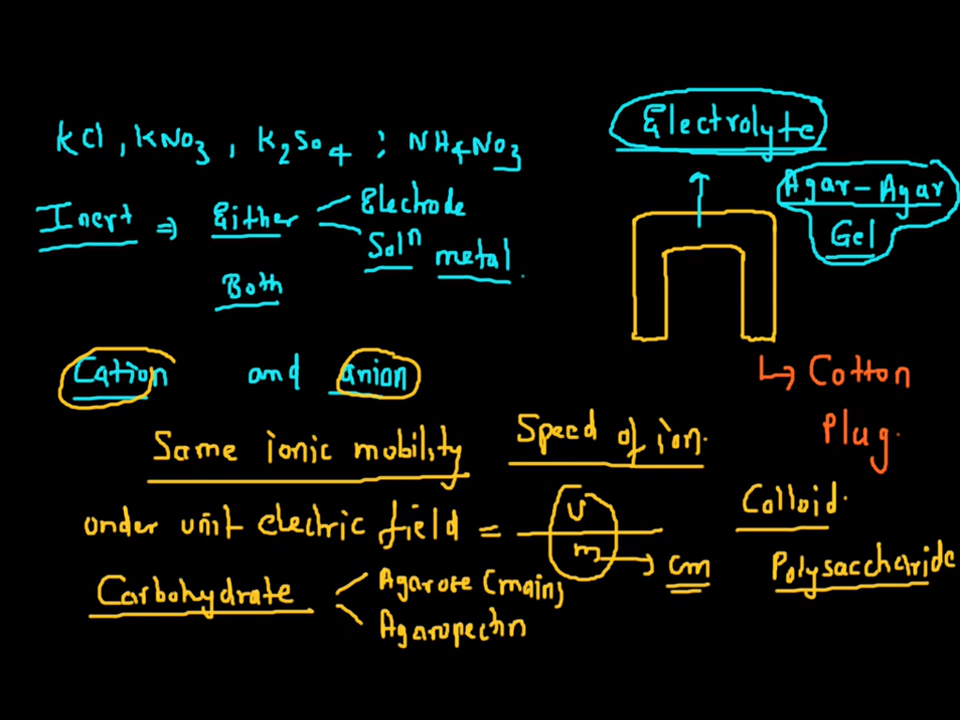 KCl, KNO3, K2SO4 ; NH4NO3
Electrolyte
Inert ⇒ Either Electrode
Soln metal.
Both
Agar-Agar
Gel
Cation and anion
Cotton
Plug.
Same ionic mobility Speed of ion.
under unit electric field = V/m → cm
Colloid.
Polysaccharide
Carbohydrate Agarose (main)
Agaropectin